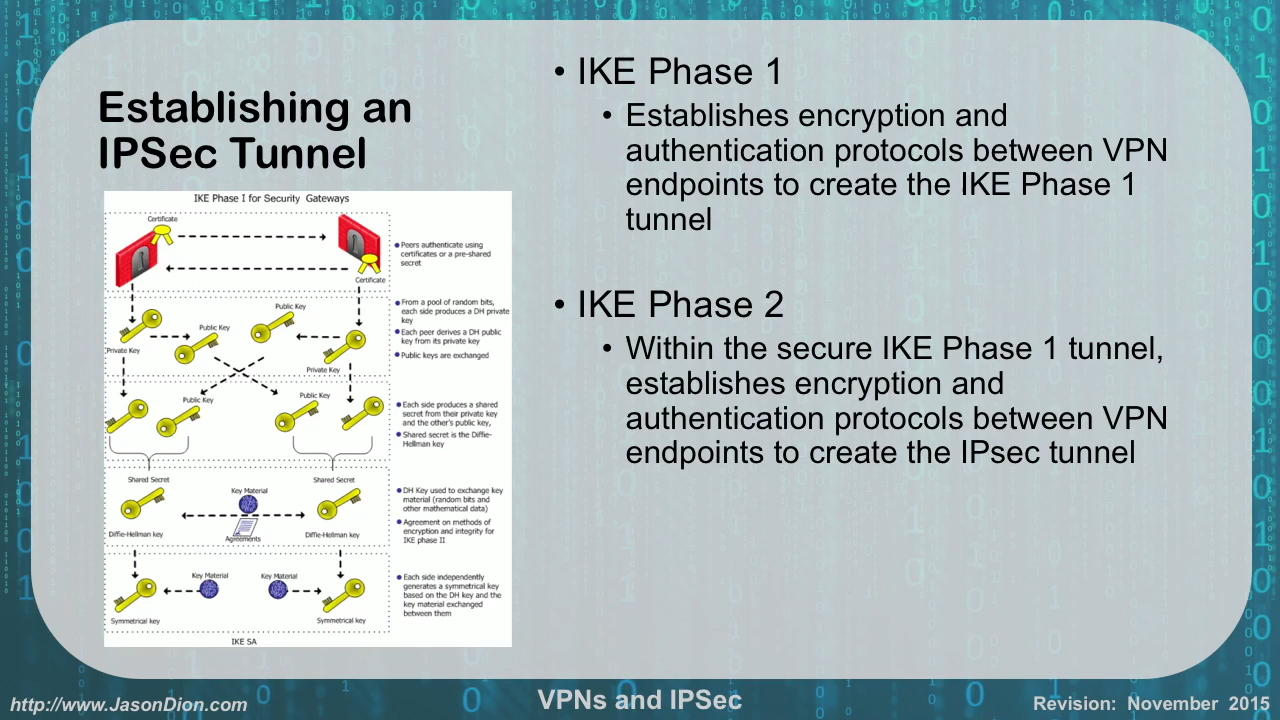 Establishing an
IPSec Tunnel
• IKE Phase 1
• Establishes encryption and
authentication protocols between VPN
endpoints to create the IKE Phase 1
tunnel
• IKE Phase 2
• Within the secure IKE Phase 1 tunnel,
establishes encryption and
authentication protocols between VPN
endpoints to create the IPsec tunnel
IKE Phase I for Security Gateways
Certificate
Certificate
Peers authenticate using
certificates or a pre-shared
secret
Public Key
Public Key
Private Key
Private Key
From a pool of random bits,
each side produces a DH private
key
Each peer derives a DH public
key from its private key
Public keys are exchanged
Public Key
Public Key
Each side produces a shared
secret from their private key
and the other's public key,
Shared secret is the Diffie-
Hellman key
Shared Secret
Shared Secret
Key Material
Agreements
Diffie-Hellman key
Diffie-Hellman key
DH Key used to exchange key
material (random bits and
other mathematical data)
Agreement on methods of
encryption and integrity for
IKE phase II
Key Material
Key Material
Symmetrical key
Symmetrical key
Each side independently
generates a symmetrical key
based on the DH key and the
key material exchanged
between them
IKE SA
http://www.JasonDion.com
VPNs and IPSec
Revision: November 2015